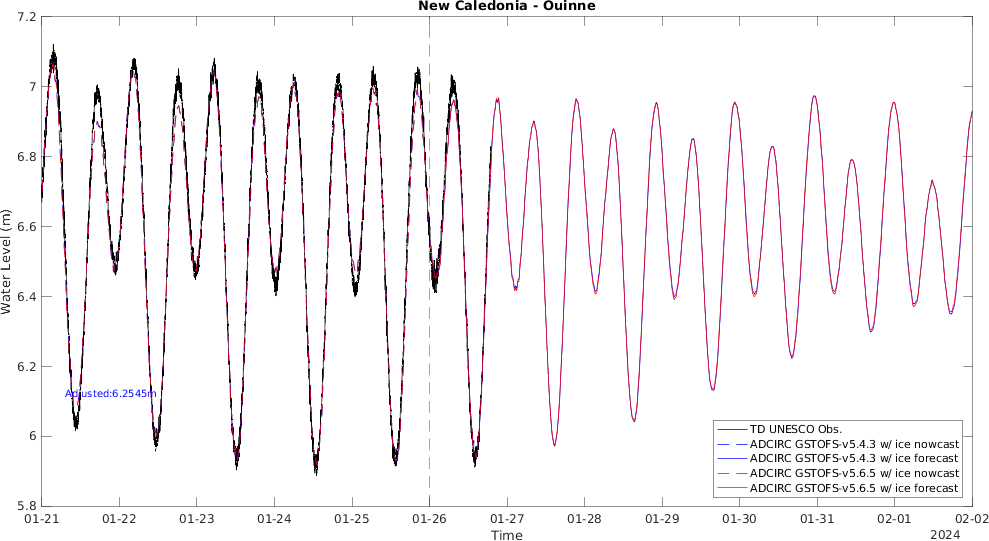 New Caledonia - Ouinne
7.2
7
6.8
6.6
6.4
6.2
6
5.8
Water Level (m)
Adjusted:6.2545m
TD UNESCO Obs.
ADCIRC GSTOFS-v5.4.3 w/ ice nowcast
ADCIRC GSTOFS-v5.4.3 w/ ice forecast
ADCIRC GSTOFS-v5.6.5 w/ ice nowcast
ADCIRC GSTOFS-v5.6.5 w/ ice forecast
01-21 01-22 01-23 01-24 01-25 01-26 01-27 01-28 01-29 01-30 01-31 02-01 02-02
Time
2024